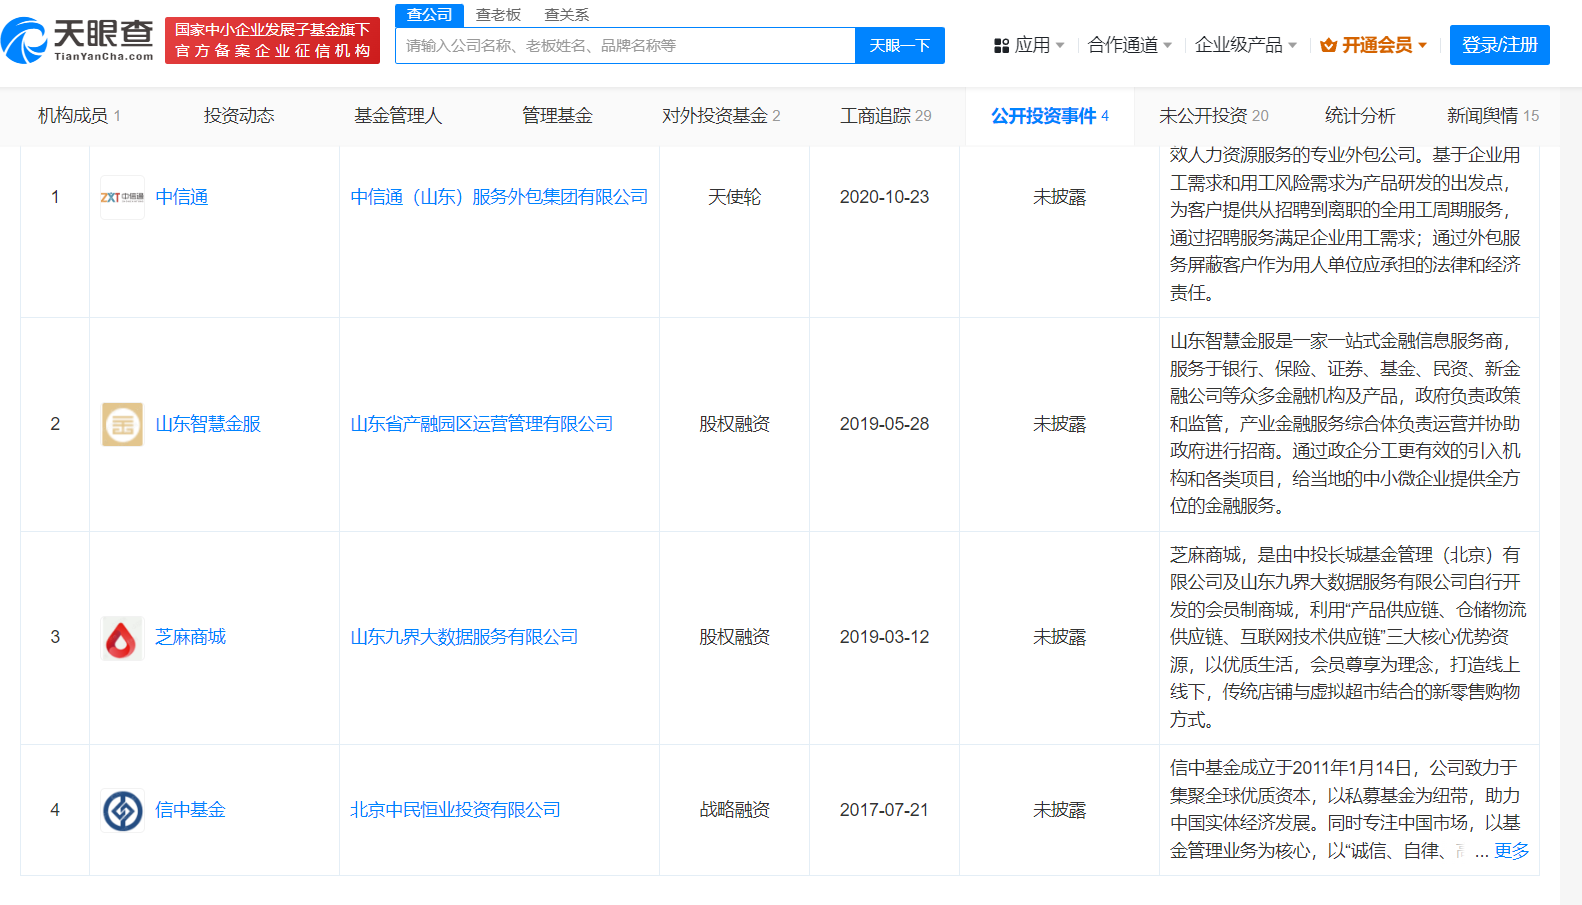 天眼查
TianYanCha.com
国家中小企业发展子基金旗下
官方备案企业征信机构
查公司 查老板 查关系
请输入公司名称、老板姓名、品牌名称等 天眼一下
应用 合作通道 企业级产品 开通会员 登录/注册
机构成员 1 投资动态 基金管理人 管理基金 对外投资基金 2 工商追踪 29 公开投资事件 4 未公开投资 20 统计分析 新闻舆情 15
1 ZXT 中信通 中信通 中信通（山东）服务外包集团有限公司 天使轮 2020-10-23 未披露
效人力资源服务的专业外包公司。基于企业用
工需求和用工风险需求为产品研发的出发点，
为客户提供从招聘到离职的全用工周期服务，
通过招聘服务满足企业用工需求；通过外包服
务屏蔽客户作为用人单位应承担的法律和经济
责任。
2 山东智慧金服 山东省产融园区运营管理有限公司 股权融资 2019-05-28 未披露
山东智慧金服是一家一站式金融信息服务商，
服务于银行、保险、证券、基金、民资、新金
融公司等众多金融机构及产品，政府负责政策
和监管，产业金融服务综合体负责运营并协助
政府进行招商。通过政企分工更有效的引入机
构和各类项目，给当地的中小微企业提供全方
位的金融服务。
3 芝麻商城 山东九界大数据服务有限公司 股权融资 2019-03-12 未披露
芝麻商城，是由中投长城基金管理（北京）有
限公司及山东九界大数据服务有限公司自行开
发的会员制商城，利用“产品供应链、仓储物流
供应链、互联网技术供应链”三大核心优势资
源，以优质生活，会员尊享为理念，打造线上
线下，传统店铺与虚拟超市结合的新零售购物
方式。
4 信中基金 北京中民恒业投资有限公司 战略融资 2017-07-21 未披露
信中基金成立于2011年1月14日，公司致力于
集聚全球优质资本，以私募基金为纽带，助力
中国实体经济发展。同时专注中国市场，以基
金管理业务为核心，以“诚信、自律、 ... 更多